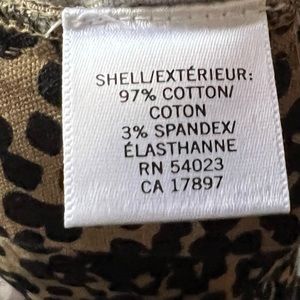 SHELL/EXTÉRIEUR:
97% COTTON/
COTON
3% SPANDEX/
ÉLASTHANNE
RN 54023
CA 17897